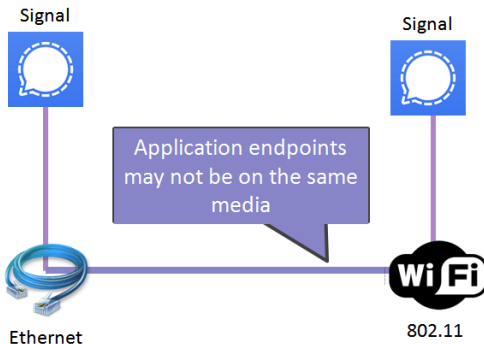 Signal
Signal
Application endpoints
may not be on the same
media
Wi Fi
Ethernet
802.11